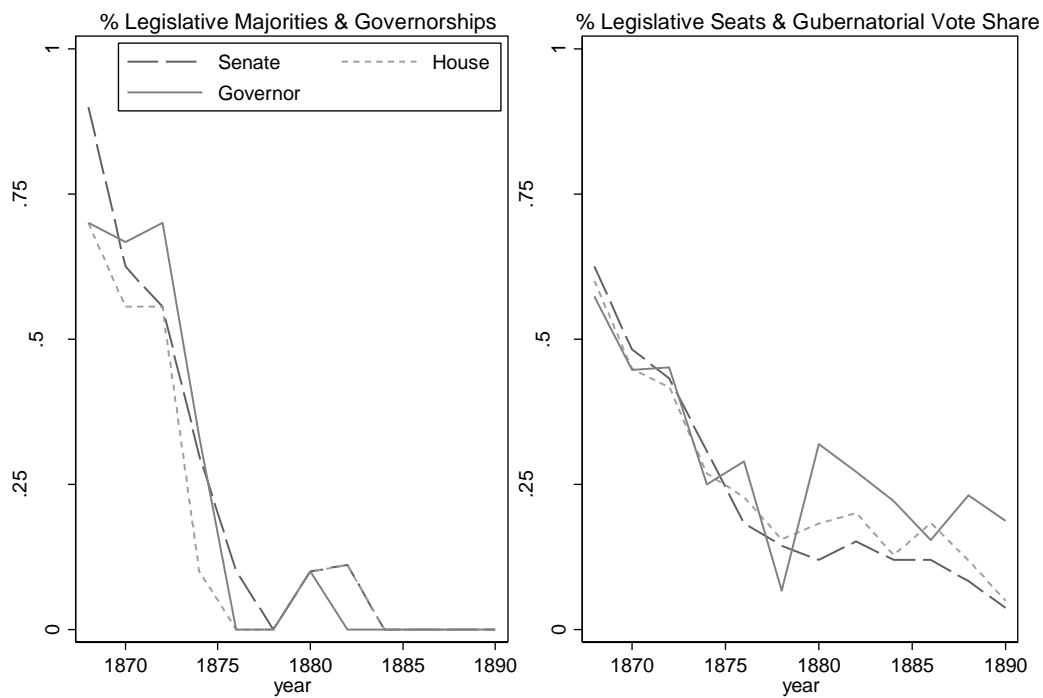 % Legislative Majorities & Governorships
Senate House
Governor
1
.75
.5
.25
0
1870 1875 1880 1885 1890
year
% Legislative Seats & Gubernatorial Vote Share
1
.75
.5
.25
0
1870 1875 1880 1885 1890
year